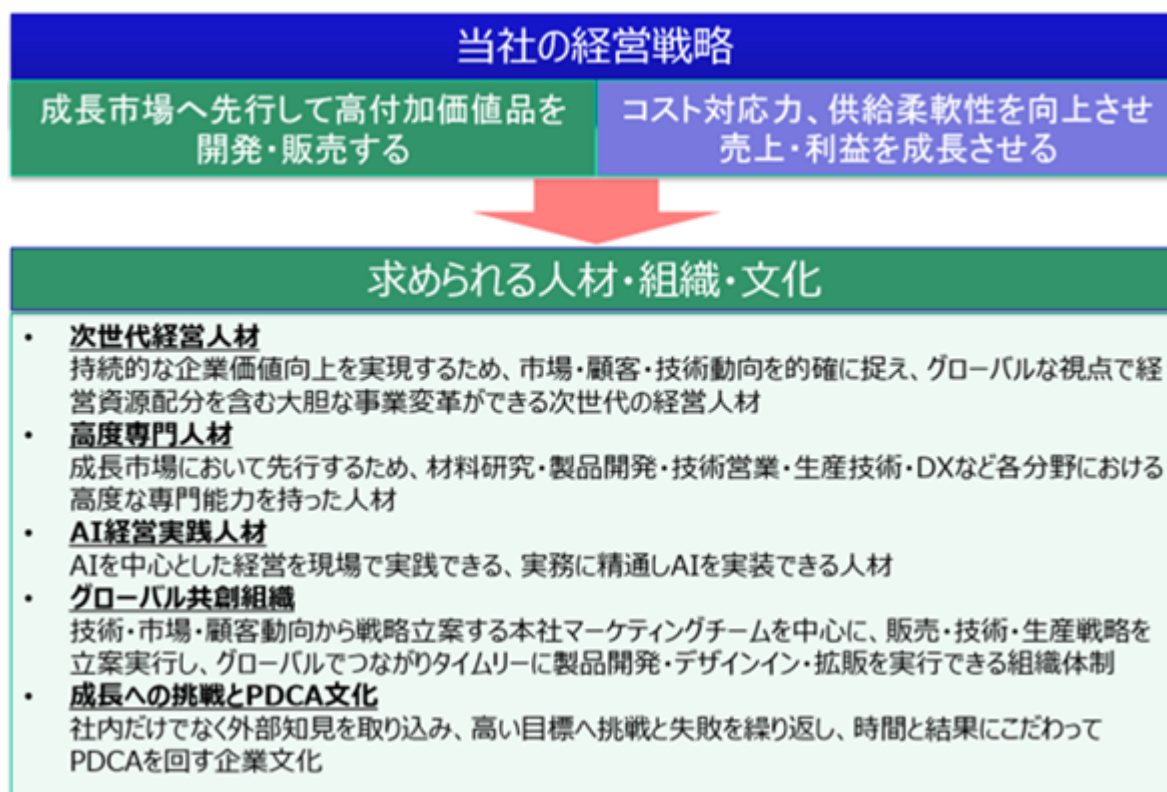 当社の経営戦略
成長市場へ先行して高付加価値品を
開発・販売する
コスト対応力、供給柔軟性を向上させ
売上・利益を成長させる
求められる人材・組織・文化
• 次世代経営人材
持続的な企業価値向上を実現するため、市場・顧客・技術動向を的確に捉え、グローバルな視点で経
営資源配分を含む大胆な事業変革ができる次世代の経営人材
• 高度専門人材
成長市場において先行するため、材料研究・製品開発・技術営業・生産技術・DXなど各分野における
高度な専門能力を持った人材
• AI経営実践人材
AIを中心とした経営を現場で実践できる、実務に精通しAIを実装できる人材
• グローバル共創組織
技術・市場・顧客動向から戦略立案する本社マーケティングチームを中心に、販売・技術・生産戦略を
立案実行し、グローバルでつながりタイムリーに製品開発・デザインイン・拡販を実行できる組織体制
• 成長への挑戦とPDCA文化
社内だけでなく外部知見を取り込み、高い目標へ挑戦と失敗を繰り返し、時間と結果にこだわって
PDCAを回す企業文化